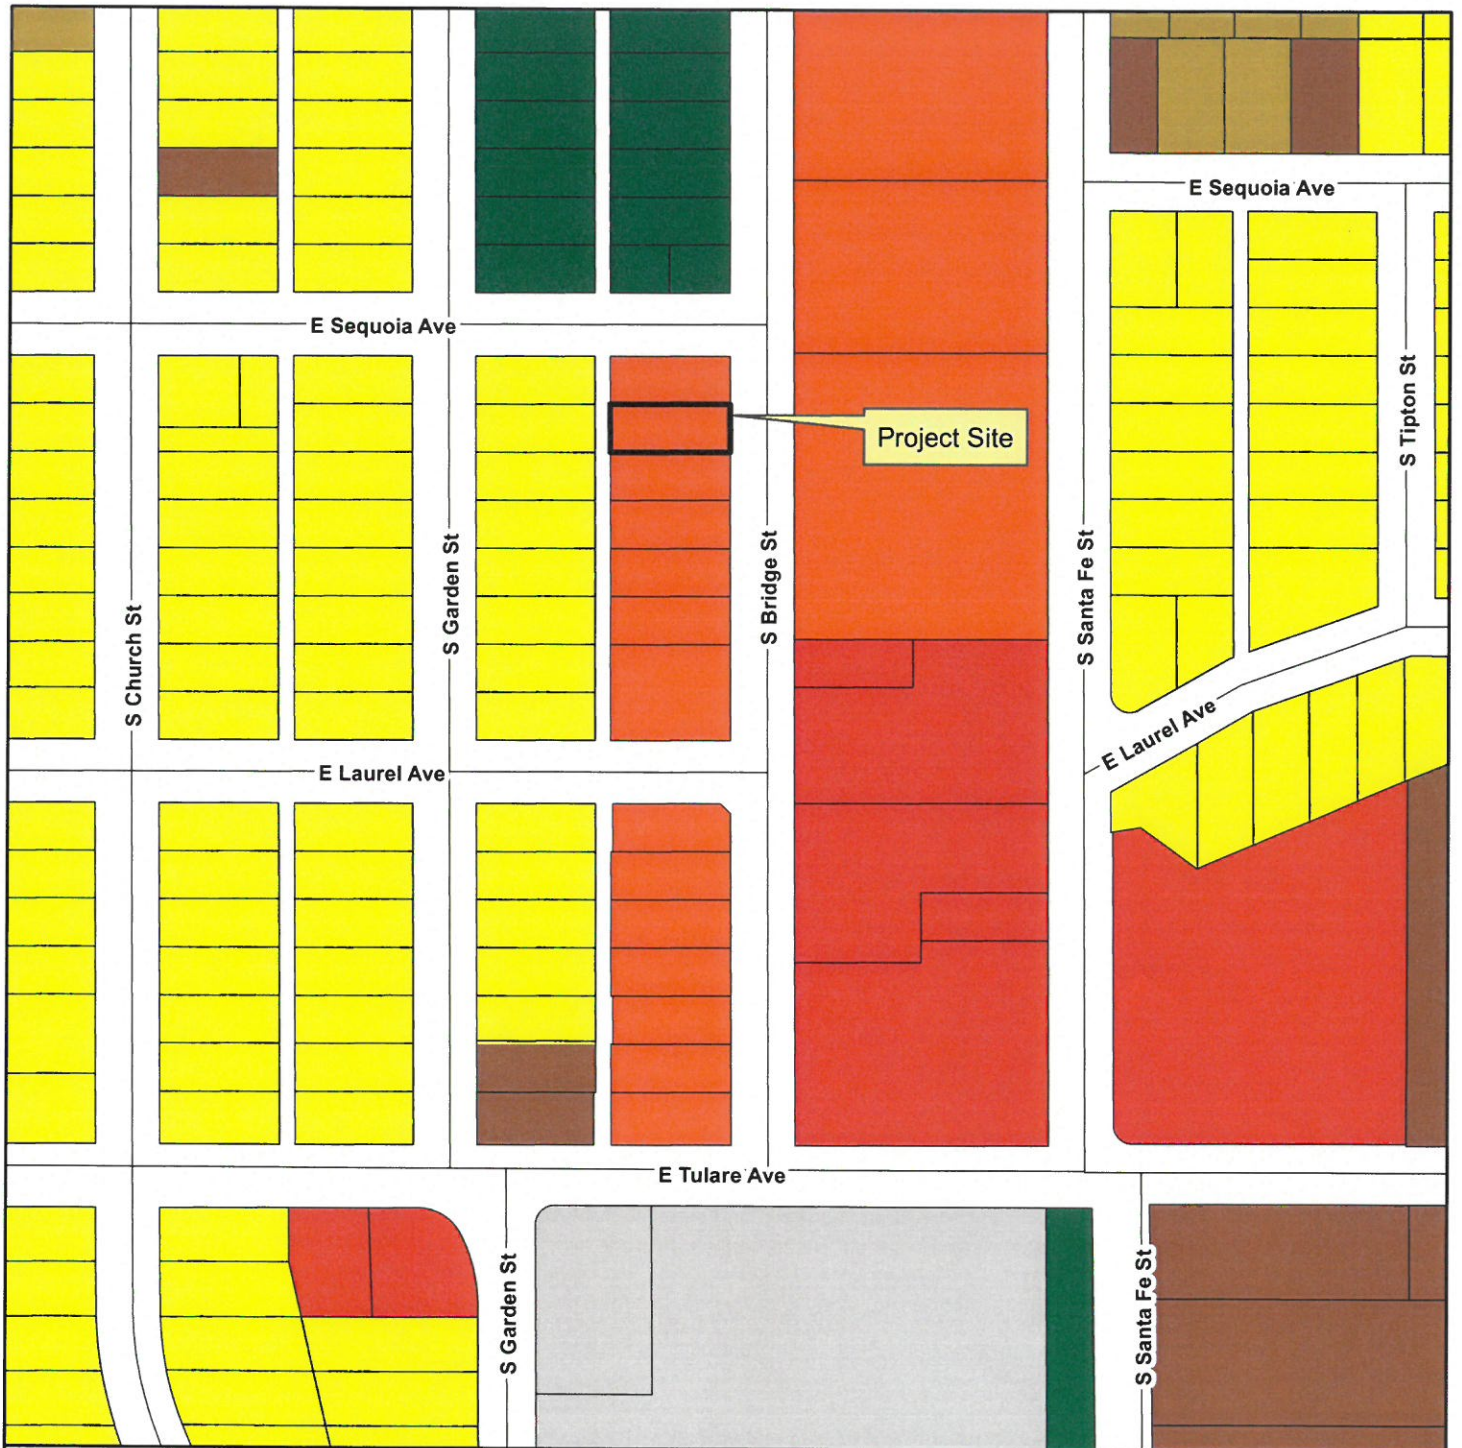 E Sequoia Ave
E Sequoia Ave
S Tipton St
Project Site
S Church St
S Garden St
S Bridge St
S Santa Fe St
E Laurel Ave
E Laurel Ave
E Tulare Ave
S Garden St
S Santa Fe St